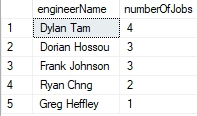 engineerName numberOfJobs
1 Dylan Tam 4
2 Dorian Hossou 3
3 Frank Johnson 3
4 Ryan Chng 2
5 Greg Heffley 1